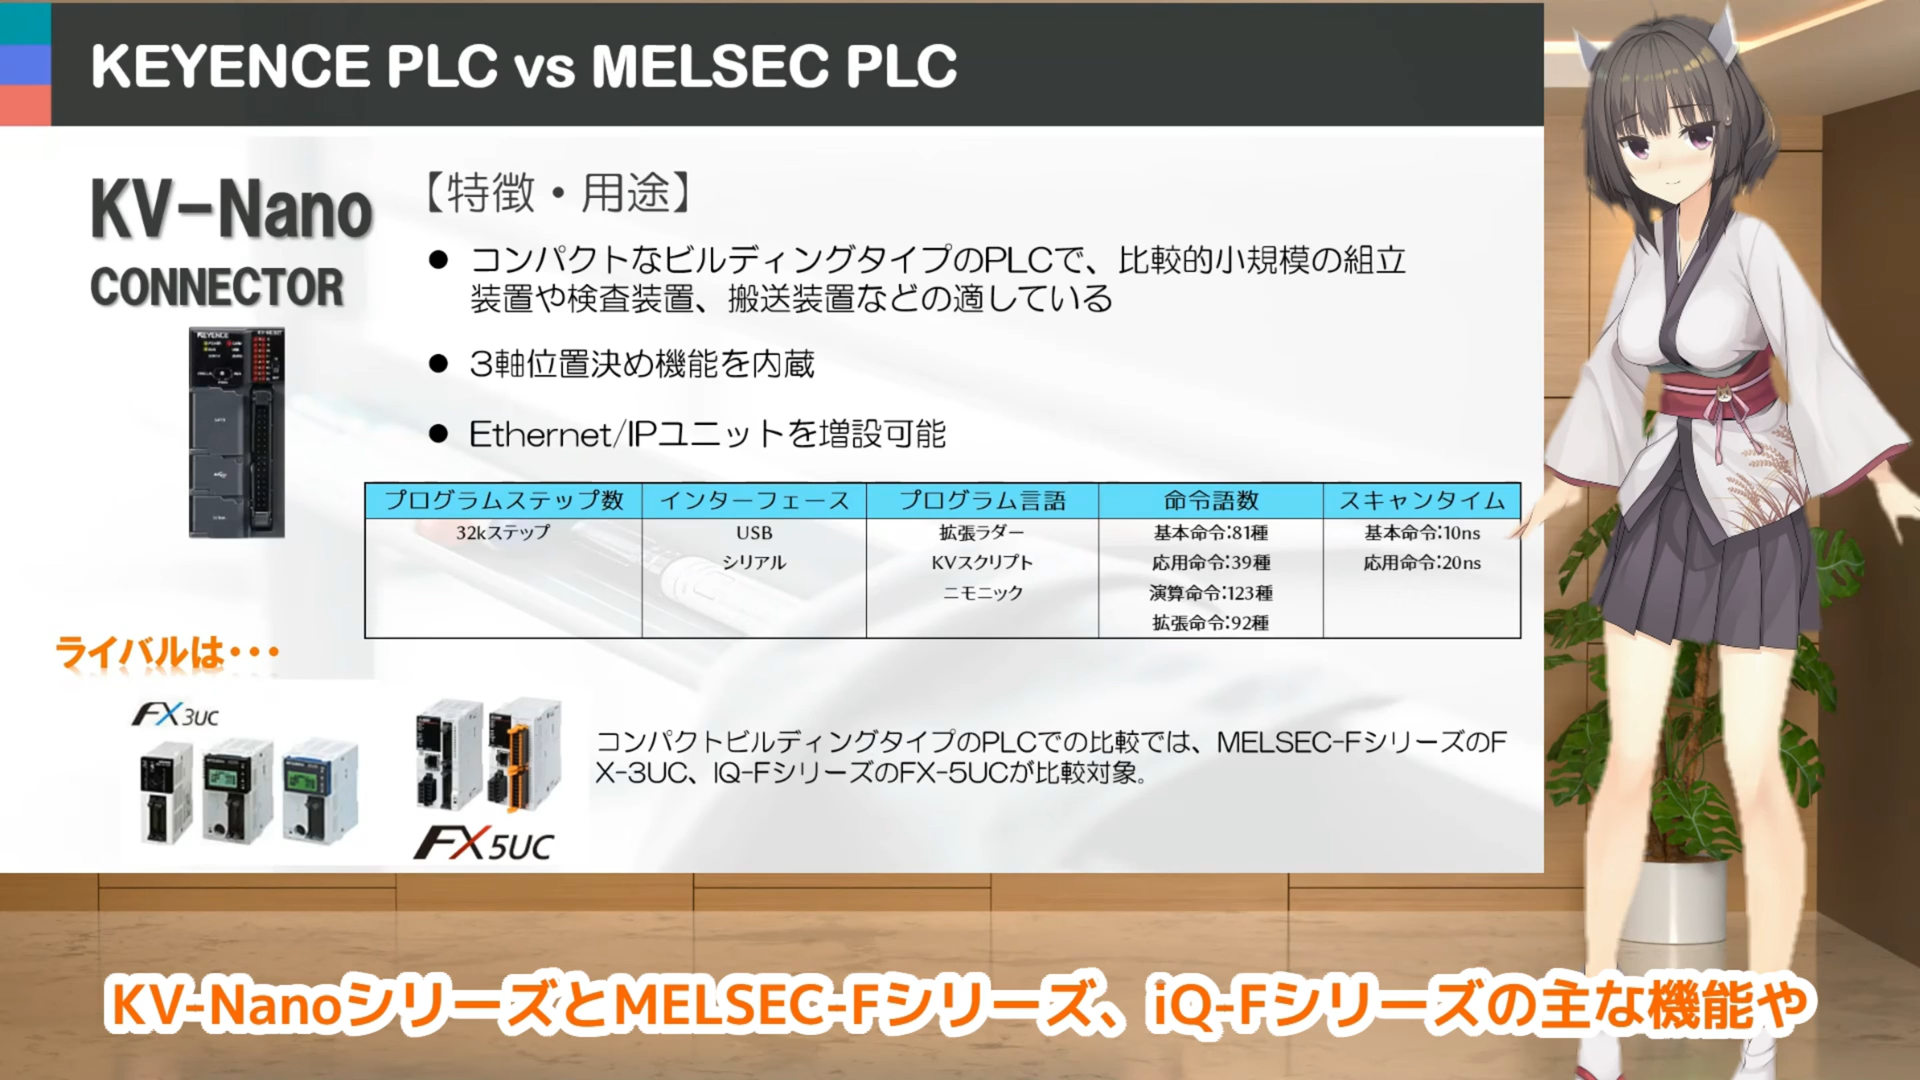 KEYENCE PLC vs MELSEC PLC
KV-Nano
CONNECTOR
【特徴・用途】
● コンパクトなビルディングタイプのPLCで、比較的小規模の組立
装置や検査装置、搬送装置などの適している
● 3軸位置決め機能を内蔵
● Ethernet/IPユニットを増設可能
KEYENCE
プログラムステップ数 インターフェース プログラム言語 命令語数 スキャンタイム
32kステップ USB 拡張ラダー 基本命令:81種 基本命令:10ns
シリアル KVスクリプト 応用命令:39種 応用命令:20ns
ニモニック 演算命令:123種
拡張命令:92種
ライバルは・・・
FX3UC
FX5UC
コンパクトビルディングタイプのPLCでの比較では、MELSEC-FシリーズのF
X-3UC、IQ-FシリーズのFX-5UCが比較対象。
KV-NanoシリーズとMELSEC-Fシリーズ、iQ-Fシリーズの主な機能や